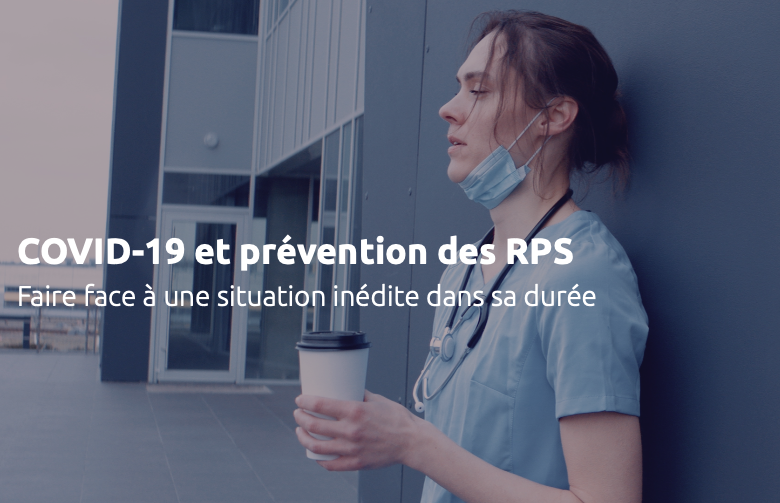 COVID-19 et prévention des RPS
Faire face à une situation inédite dans sa durée